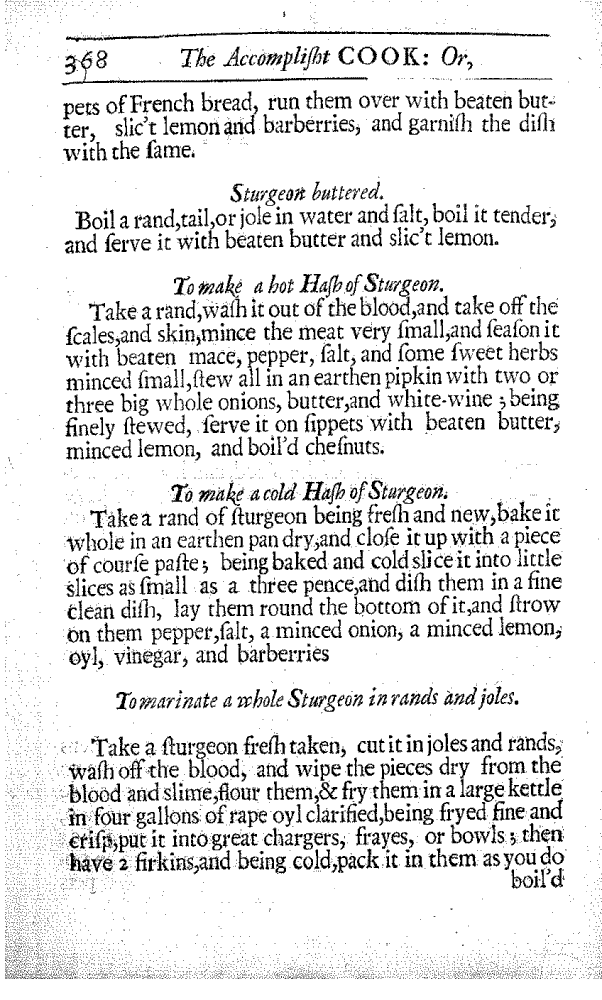 368 The Accompliſht COOK: Or,
pets of French bread, run them over with beaten but-
ter, slic't lemon and barberries, and garniſh the diſh
with the ſame.
Sturgeon buttered.
Boil a rand,tail,or jole in water and ſalt, boil it tender,
and ſerve it with beaten butter and slic't lemon.
To make a hot Haſh of Sturgeon.
Take a rand,waſh it out of the blood,and take off the
ſcales,and skin,mince the meat very ſmall,and ſeaſon it
with beaten mace, pepper, ſalt, and ſome ſweet herbs
minced ſmall,ſtew all in an earthen pipkin with two or
three big whole onions, butter,and white-wine ; being
finely ſtewed, ſerve it on ſippets with beaten butter,
minced lemon, and boil'd cheſnuts.
To make a cold Haſh of Sturgeon.
Take a rand of ſturgeon being freſh and new,bake it
whole in an earthen pan dry,and cloſe it up with a piece
of courſe paſte ; being baked and cold slice it into little
slices as ſmall as a three pence,and diſh them in a fine
clean diſh, lay them round the bottom of it,and ſtrow
on them pepper,ſalt, a minced onion, a minced lemon,
oyl, vinegar, and barberries
To marinate a whole Sturgeon in rands and joles.
Take a ſturgeon freſh taken, cut it in joles and rands,
waſh off the blood, and wipe the pieces dry from the
blood and slime,flour them,& fry them in a large kettle
in four gallons of rape oyl clarified,being fryed fine and
criſp,put it into great chargers, frayes, or bowls ; then
have 2 firkins,and being cold,pack it in them as you do
boil'd